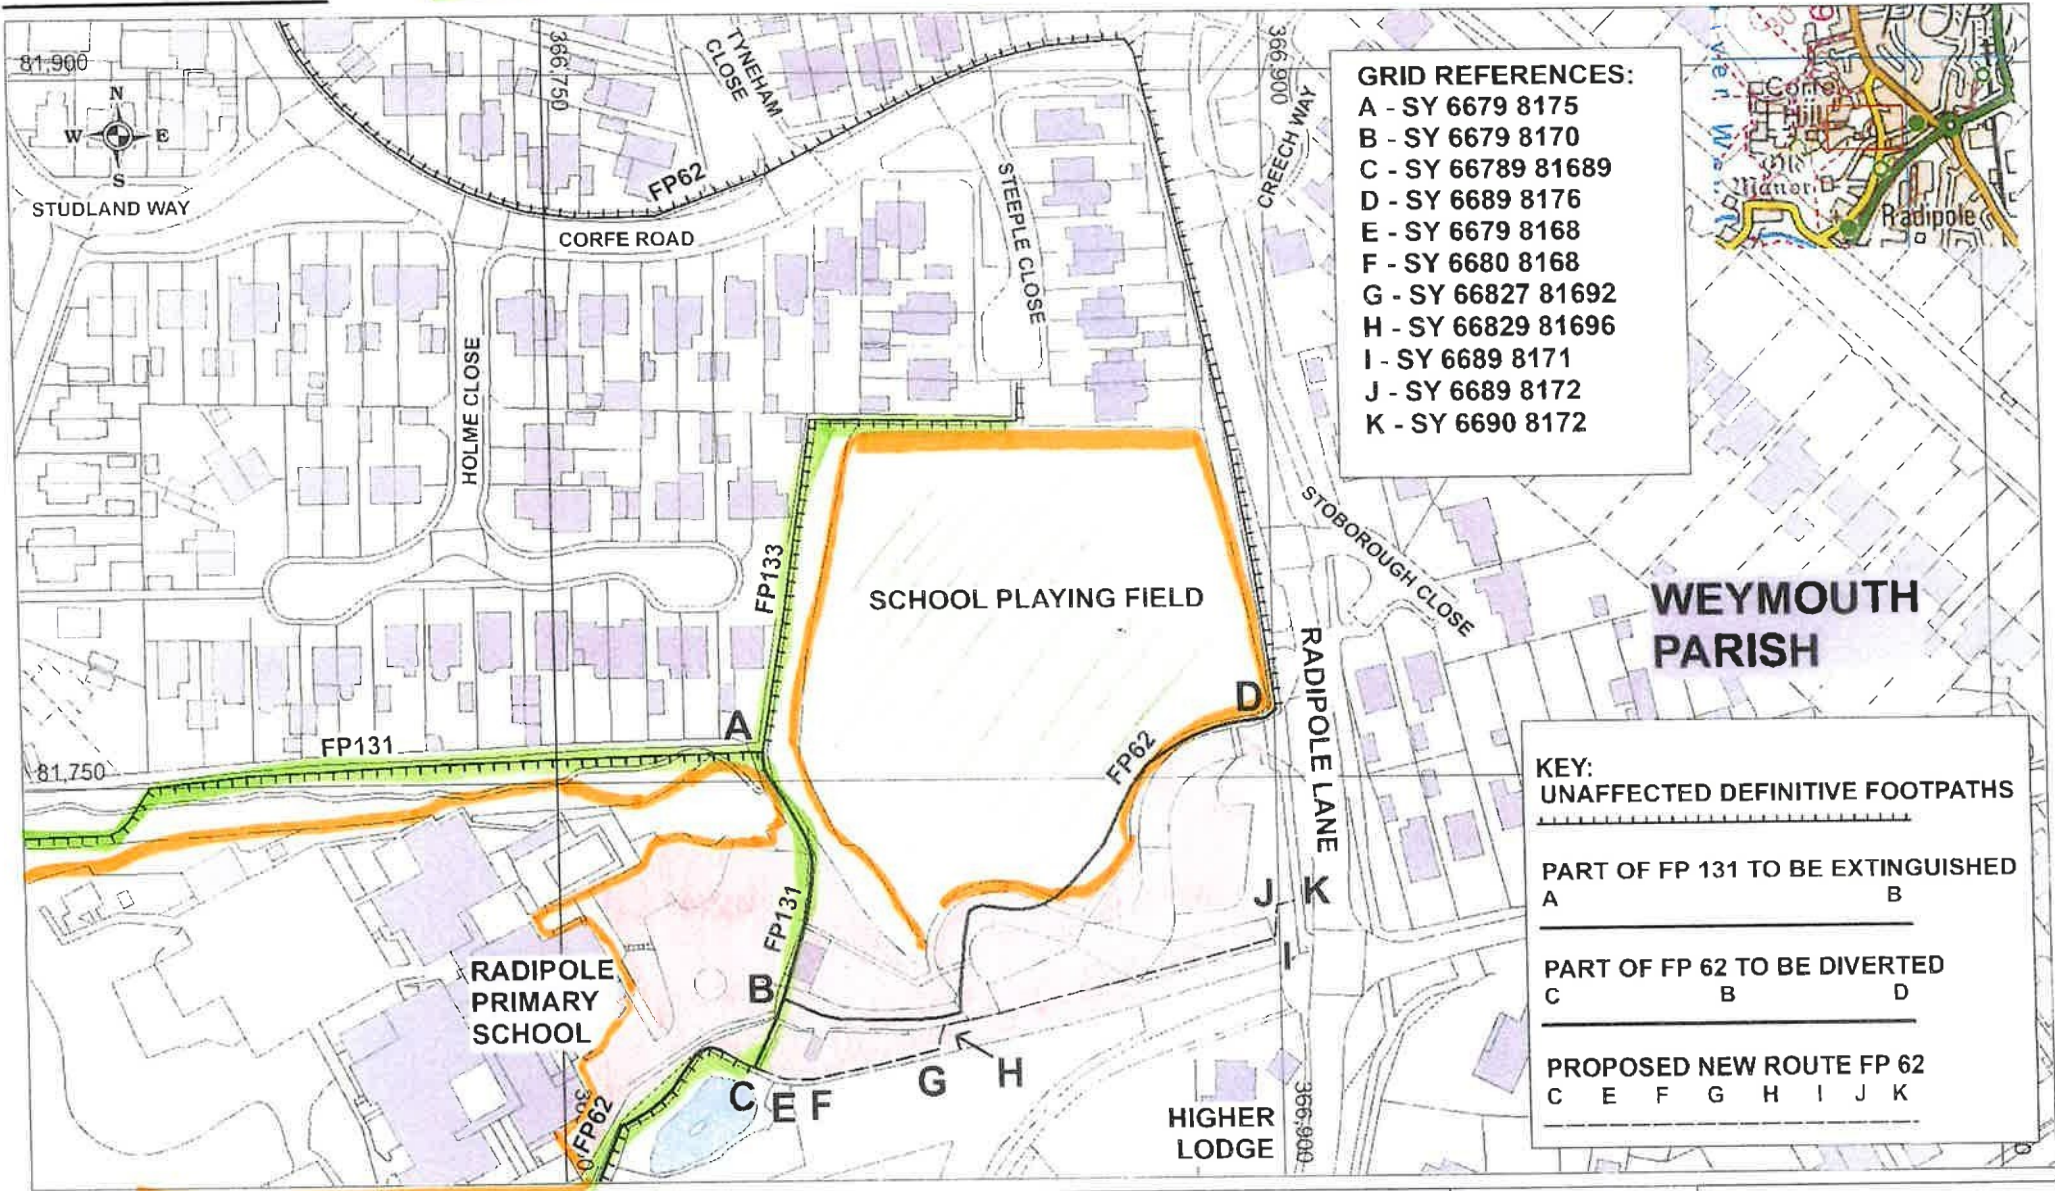 81,900
N
W E
S
STUDLAND WAY
366,750
TYNEHAM
CLOSE
FP62
CORFE ROAD
STEEPLE CLOSE
366,900
CREECH WAY
HOLME CLOSE
GRID REFERENCES:
A - SY 6679 8175
B - SY 6679 8170
C - SY 66789 81689
D - SY 6689 8176
E - SY 6679 8168
F - SY 6680 8168
G - SY 66827 81692
H - SY 66829 81696
I - SY 6689 8171
J - SY 6689 8172
K - SY 6690 8172
Corfe
Hill
Manor
Radipole
FP133
SCHOOL PLAYING FIELD
STOBOROUGH CLOSE
RADIPOLE LANE
WEYMOUTH
PARISH
A
D
FP131
81,750
FP62
FP131
J K
I
B
RADIPOLE
PRIMARY
SCHOOL
C E F G H
FP62
HIGHER
LODGE
366,900
KEY:
UNAFFECTED DEFINITIVE FOOTPATHS
PART OF FP 131 TO BE EXTINGUISHED
A B
PART OF FP 62 TO BE DIVERTED
C B D
PROPOSED NEW ROUTE FP 62
C E F G H I J K